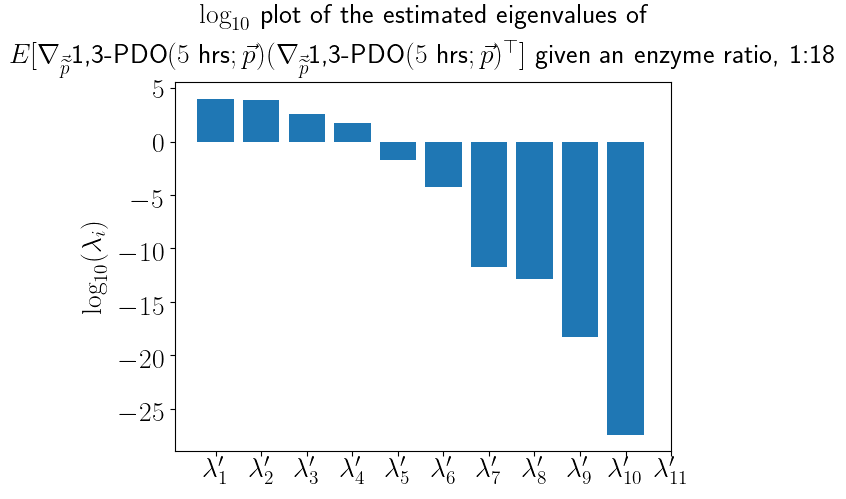 log₁₀ plot of the estimated eigenvalues of
E[∇_{p̃⃗}1,3-PDO(5 hrs; p⃗)(∇_{p̃⃗}1,3-PDO(5 hrs; p⃗)^⊤] given an enzyme ratio, 1:18
5
0
−5
−10
−15
−20
−25
log₁₀(λᵢ)
λ′₁ λ′₂ λ′₃ λ′₄ λ′₅ λ′₆ λ′₇ λ′₈ λ′₉ λ′₁₀ λ′₁₁